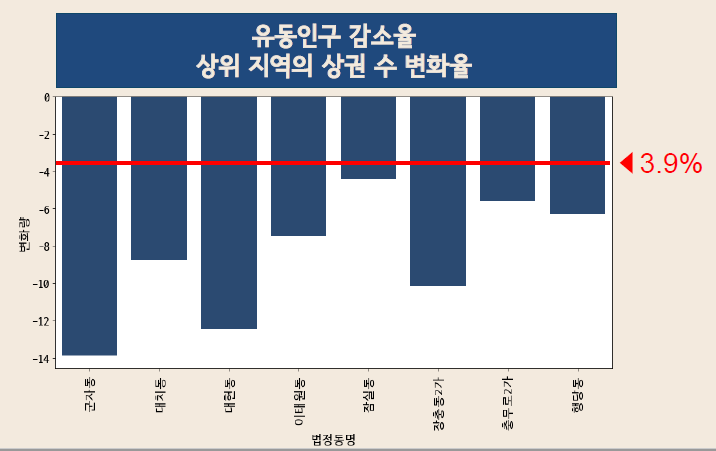 유동인구 감소율
상위 지역의 상권 수 변화율
0
-2
-4
-6
-8
-10
-12
-14
변화량
◀3.9%
군자동
대치동
대현동
이태원동
잠실동
장충동2가
충무로2가
행당동
법정동명